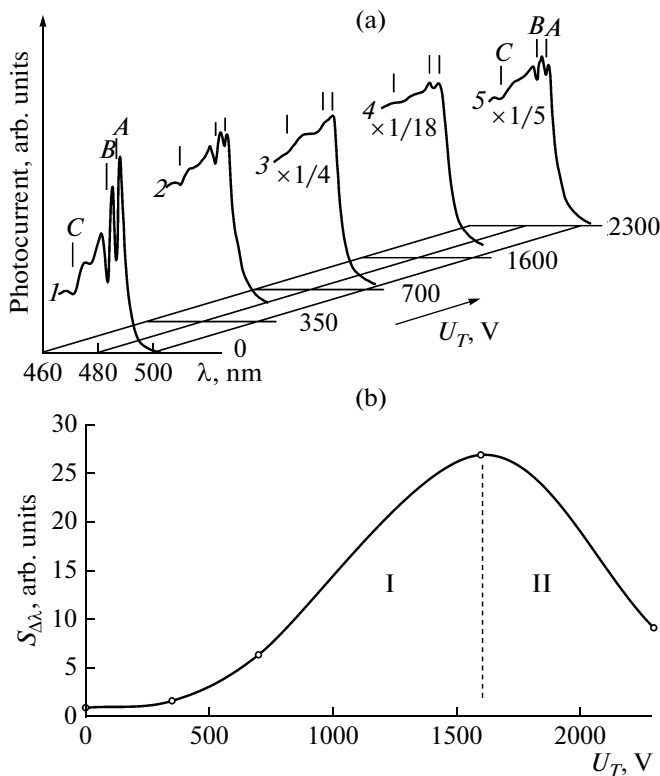 (a)
Photocurrent, arb. units
B A
C
5
×1/5
4
×1/18
3
×1/4
2
A
B
C
1
2300
1600
700
350
0
U_T, V
460 480 500 λ, nm
(b)
S_Δλ, arb. units
30
25
20
15
10
5
0
I II
0 500 1000 1500 2000
U_T, V